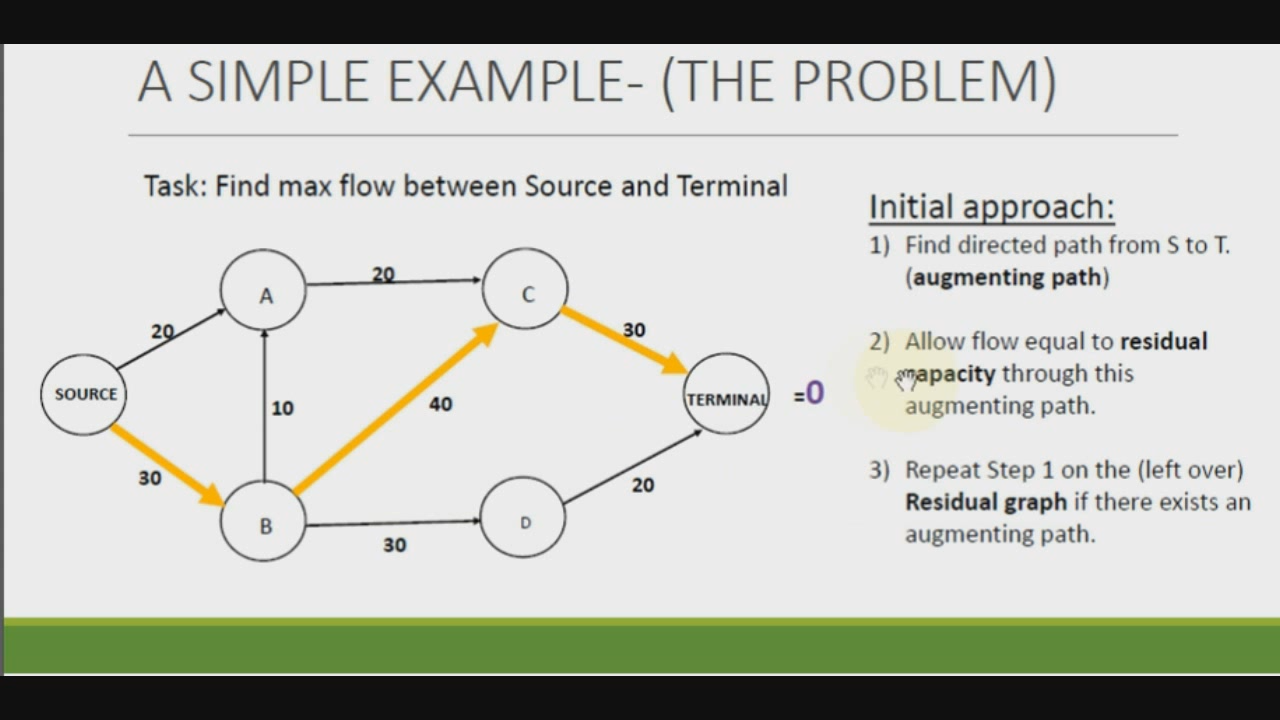 A SIMPLE EXAMPLE- (THE PROBLEM)
Task: Find max flow between Source and Terminal
20
A
20
C
30
SOURCE
10
40
TERMINAL
=0
30
B
30
D
20
Initial approach:
1) Find directed path from S to T.
(augmenting path)
2) Allow flow equal to residual
capacity through this
augmenting path.
3) Repeat Step 1 on the (left over)
Residual graph if there exists an
augmenting path.